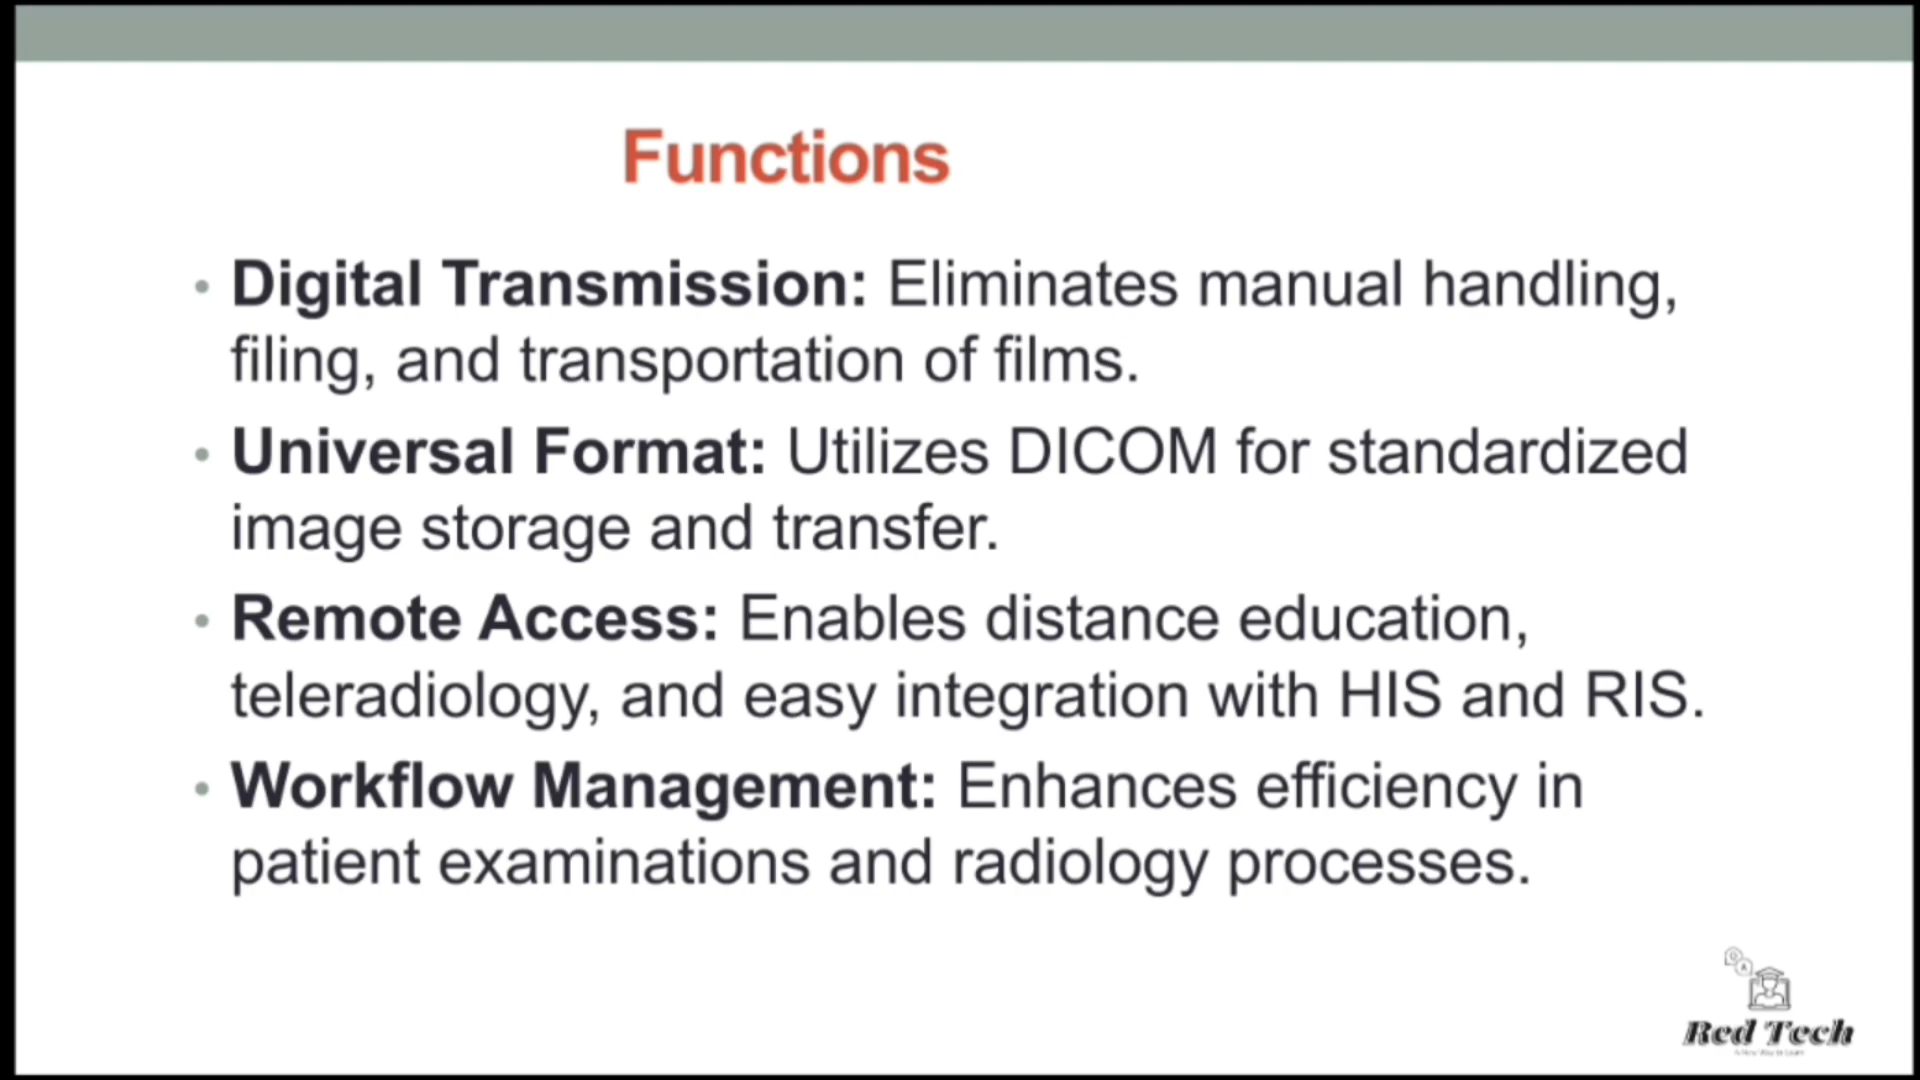 Functions
• Digital Transmission: Eliminates manual handling,
filing, and transportation of films.
• Universal Format: Utilizes DICOM for standardized
image storage and transfer.
• Remote Access: Enables distance education,
teleradiology, and easy integration with HIS and RIS.
• Workflow Management: Enhances efficiency in
patient examinations and radiology processes.
Red Tech